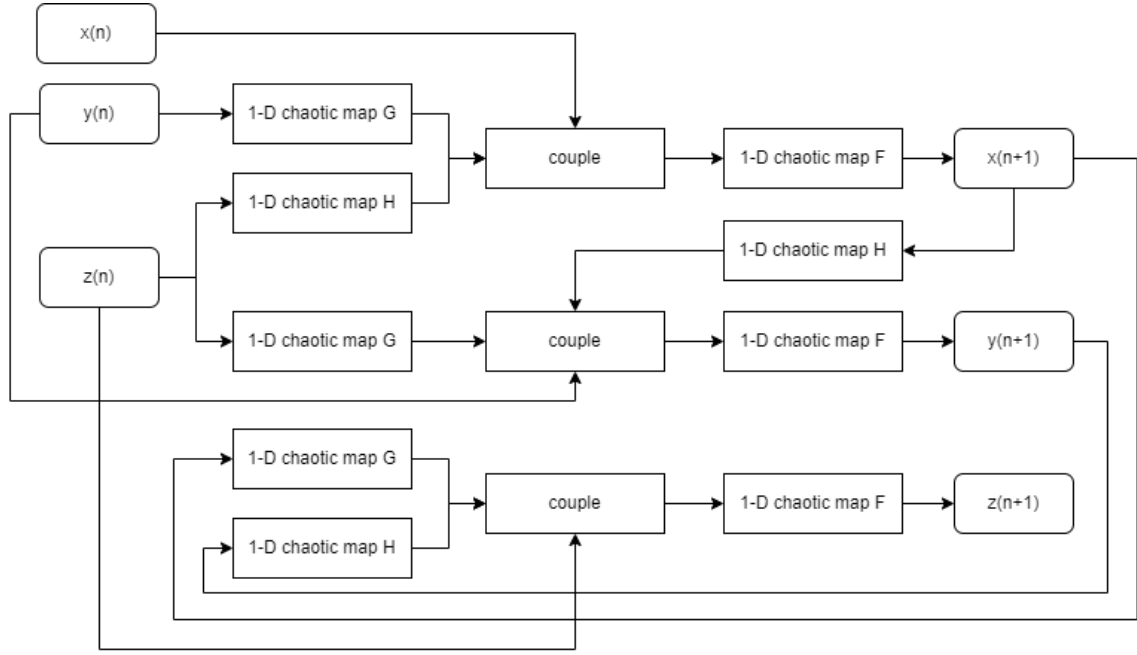 x(n)
y(n)
1-D chaotic map G
couple
1-D chaotic map F
x(n+1)
1-D chaotic map H
1-D chaotic map H
z(n)
1-D chaotic map G
couple
1-D chaotic map F
y(n+1)
1-D chaotic map G
couple
1-D chaotic map F
z(n+1)
1-D chaotic map H